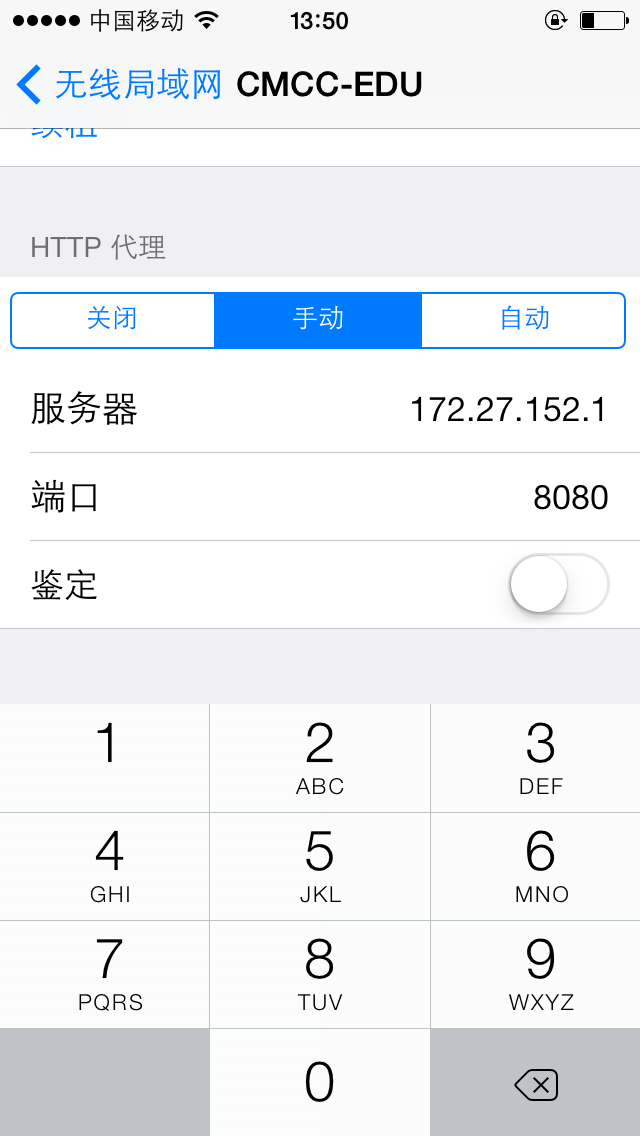 中国移动 13:50
无线局域网 CMCC-EDU
续租
HTTP 代理
关闭 手动 自动
服务器 172.27.152.1
端口 8080
鉴定
1 2 3
ABC DEF
4 5 6
GHI JKL MNO
7 8 9
PQRS TUV WXYZ
0